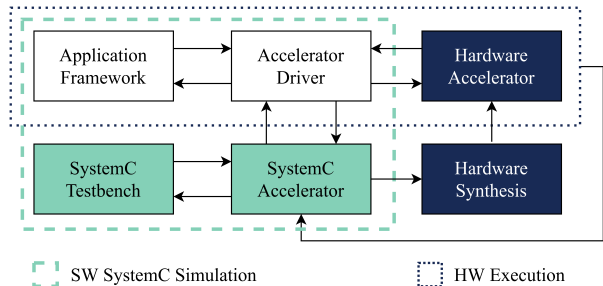 Application
Framework
Accelerator
Driver
Hardware
Accelerator
SystemC
Testbench
SystemC
Accelerator
Hardware
Synthesis
SW SystemC Simulation
HW Execution